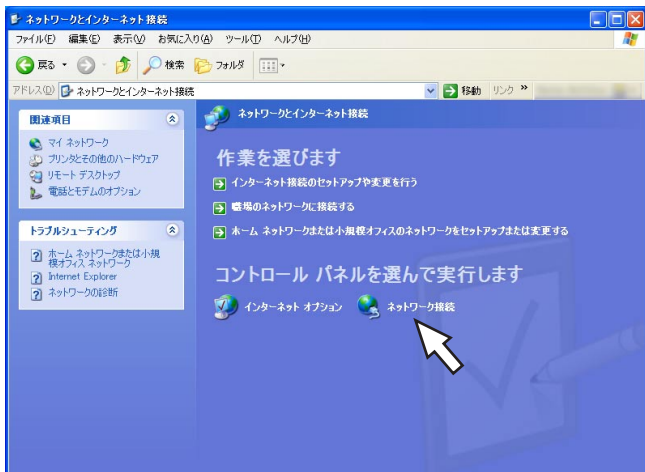 ネットワークとインターネット接続
ファイル(F) 編集(E) 表示(V) お気に入り(A) ツール(T) ヘルプ(H)
戻る 検索 フォルダ
アドレス(D) ネットワークとインターネット接続 移動 リンク »
関連項目
マイ ネットワーク
プリンタとその他のハードウェア
リモート デスクトップ
電話とモデムのオプション
トラブルシューティング
ホーム ネットワークまたは小規
模オフィス ネットワーク
Internet Explorer
ネットワークの診断
ネットワークとインターネット接続
作業を選びます
インターネット接続のセットアップや変更を行う
職場のネットワークに接続する
ホーム ネットワークまたは小規模オフィスのネットワークをセットアップまたは変更する
コントロール パネルを選んで実行します
インターネット オプション ネットワーク接続